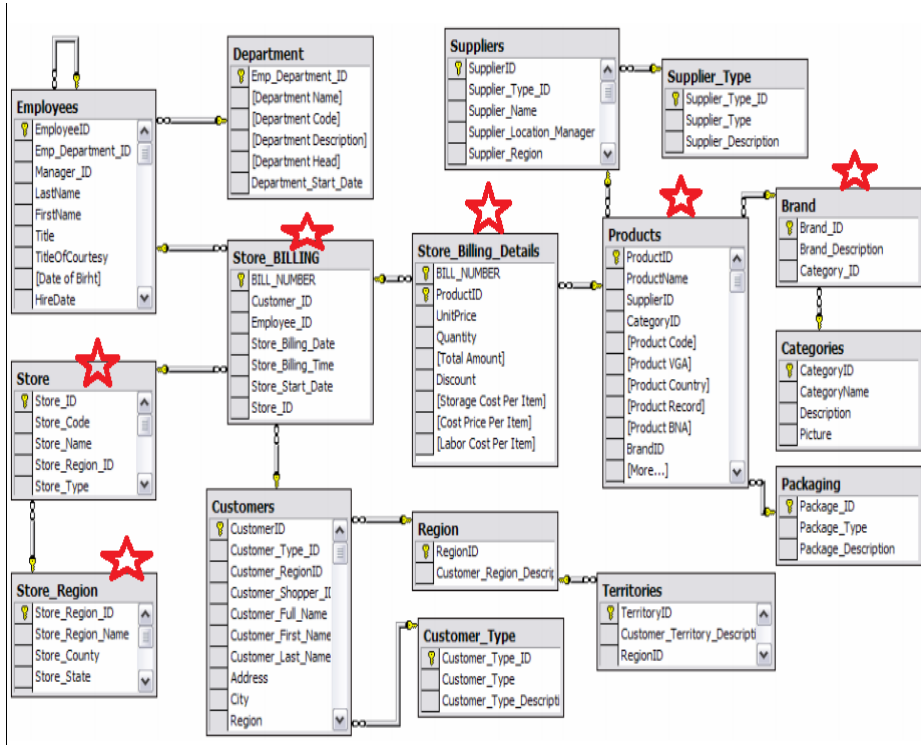 Employees
EmployeeID
Emp_Department_ID
Manager_ID
LastName
FirstName
Title
TitleOfCourtesy
[Date of Birht]
HireDate
Department
Emp_Department_ID
[Department Name]
[Department Code]
[Department Description]
[Department Head]
Department_Start_Date
Suppliers
SupplierID
Supplier_Type_ID
Supplier_Name
Supplier_Location_Manager
Supplier_Region
Supplier_Type
Supplier_Type_ID
Supplier_Type
Supplier_Description
Store_BILLING
BILL_NUMBER
Customer_ID
Employee_ID
Store_Billing_Date
Store_Billing_Time
Store_Start_Date
Store_ID
Store_Billing_Details
BILL_NUMBER
ProductID
UnitPrice
Quantity
[Total Amount]
Discount
[Storage Cost Per Item]
[Cost Price Per Item]
[Labor Cost Per Item]
Products
ProductID
ProductName
SupplierID
CategoryID
[Product Code]
[Product VGA]
[Product Country]
[Product Record]
[Product BNA]
BrandID
[More...]
Brand
Brand_ID
Brand_Description
Category_ID
Categories
CategoryID
CategoryName
Description
Picture
Packaging
Package_ID
Package_Type
Package_Description
Store
Store_ID
Store_Code
Store_Name
Store_Region_ID
Store_Type
Store_Region
Store_Region_ID
Store_Region_Name
Store_County
Store_State
Customers
CustomerID
Customer_Type_ID
Customer_RegionID
Customer_Shopper_ID
Customer_Full_Name
Customer_First_Name
Customer_Last_Name
Address
City
Region
Region
RegionID
Customer_Region_Descrip
Customer_Type
Customer_Type_ID
Customer_Type
Customer_Type_Descripti
Territories
TerritoryID
Customer_Territory_Descripti
RegionID